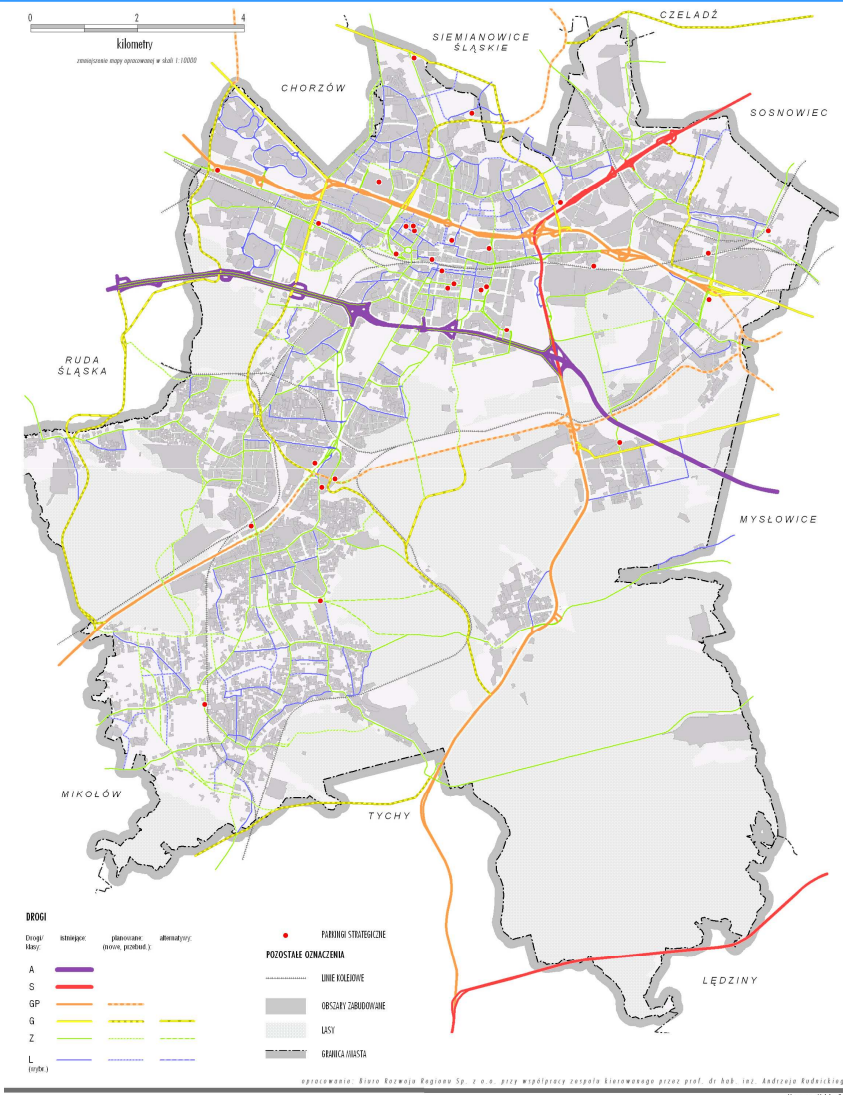 0 2 4
kilometry
zmniejszenie mapy opracowanej w skali 1:10000
CZELADŹ
SIEMIANOWICE
ŚLĄSKIE
CHORZÓW
SOSNOWIEC
RUDA
ŚLĄSKA
MYSŁOWICE
MIKOŁÓW
TYCHY
LĘDZINY
DROGI
Drogi/
klasy:
istniejące:
planowane:
(nowe, przebud.):
alternatywy:
A
S
GP
G
Z
L
(wybr.)
PARKINGI STRATEGICZNE
POZOSTAŁE OZNACZENIA
LINIE KOLEJOWE
OBSZARY ZABUDOWANE
LASY
GRANICA MIASTA
opracowanie: Biuro Rozwoju Regionu Sp. z o.o. przy współpracy zespołu kierowanego przez prof. dr hab. inż. Andrzeja Rudnickiego